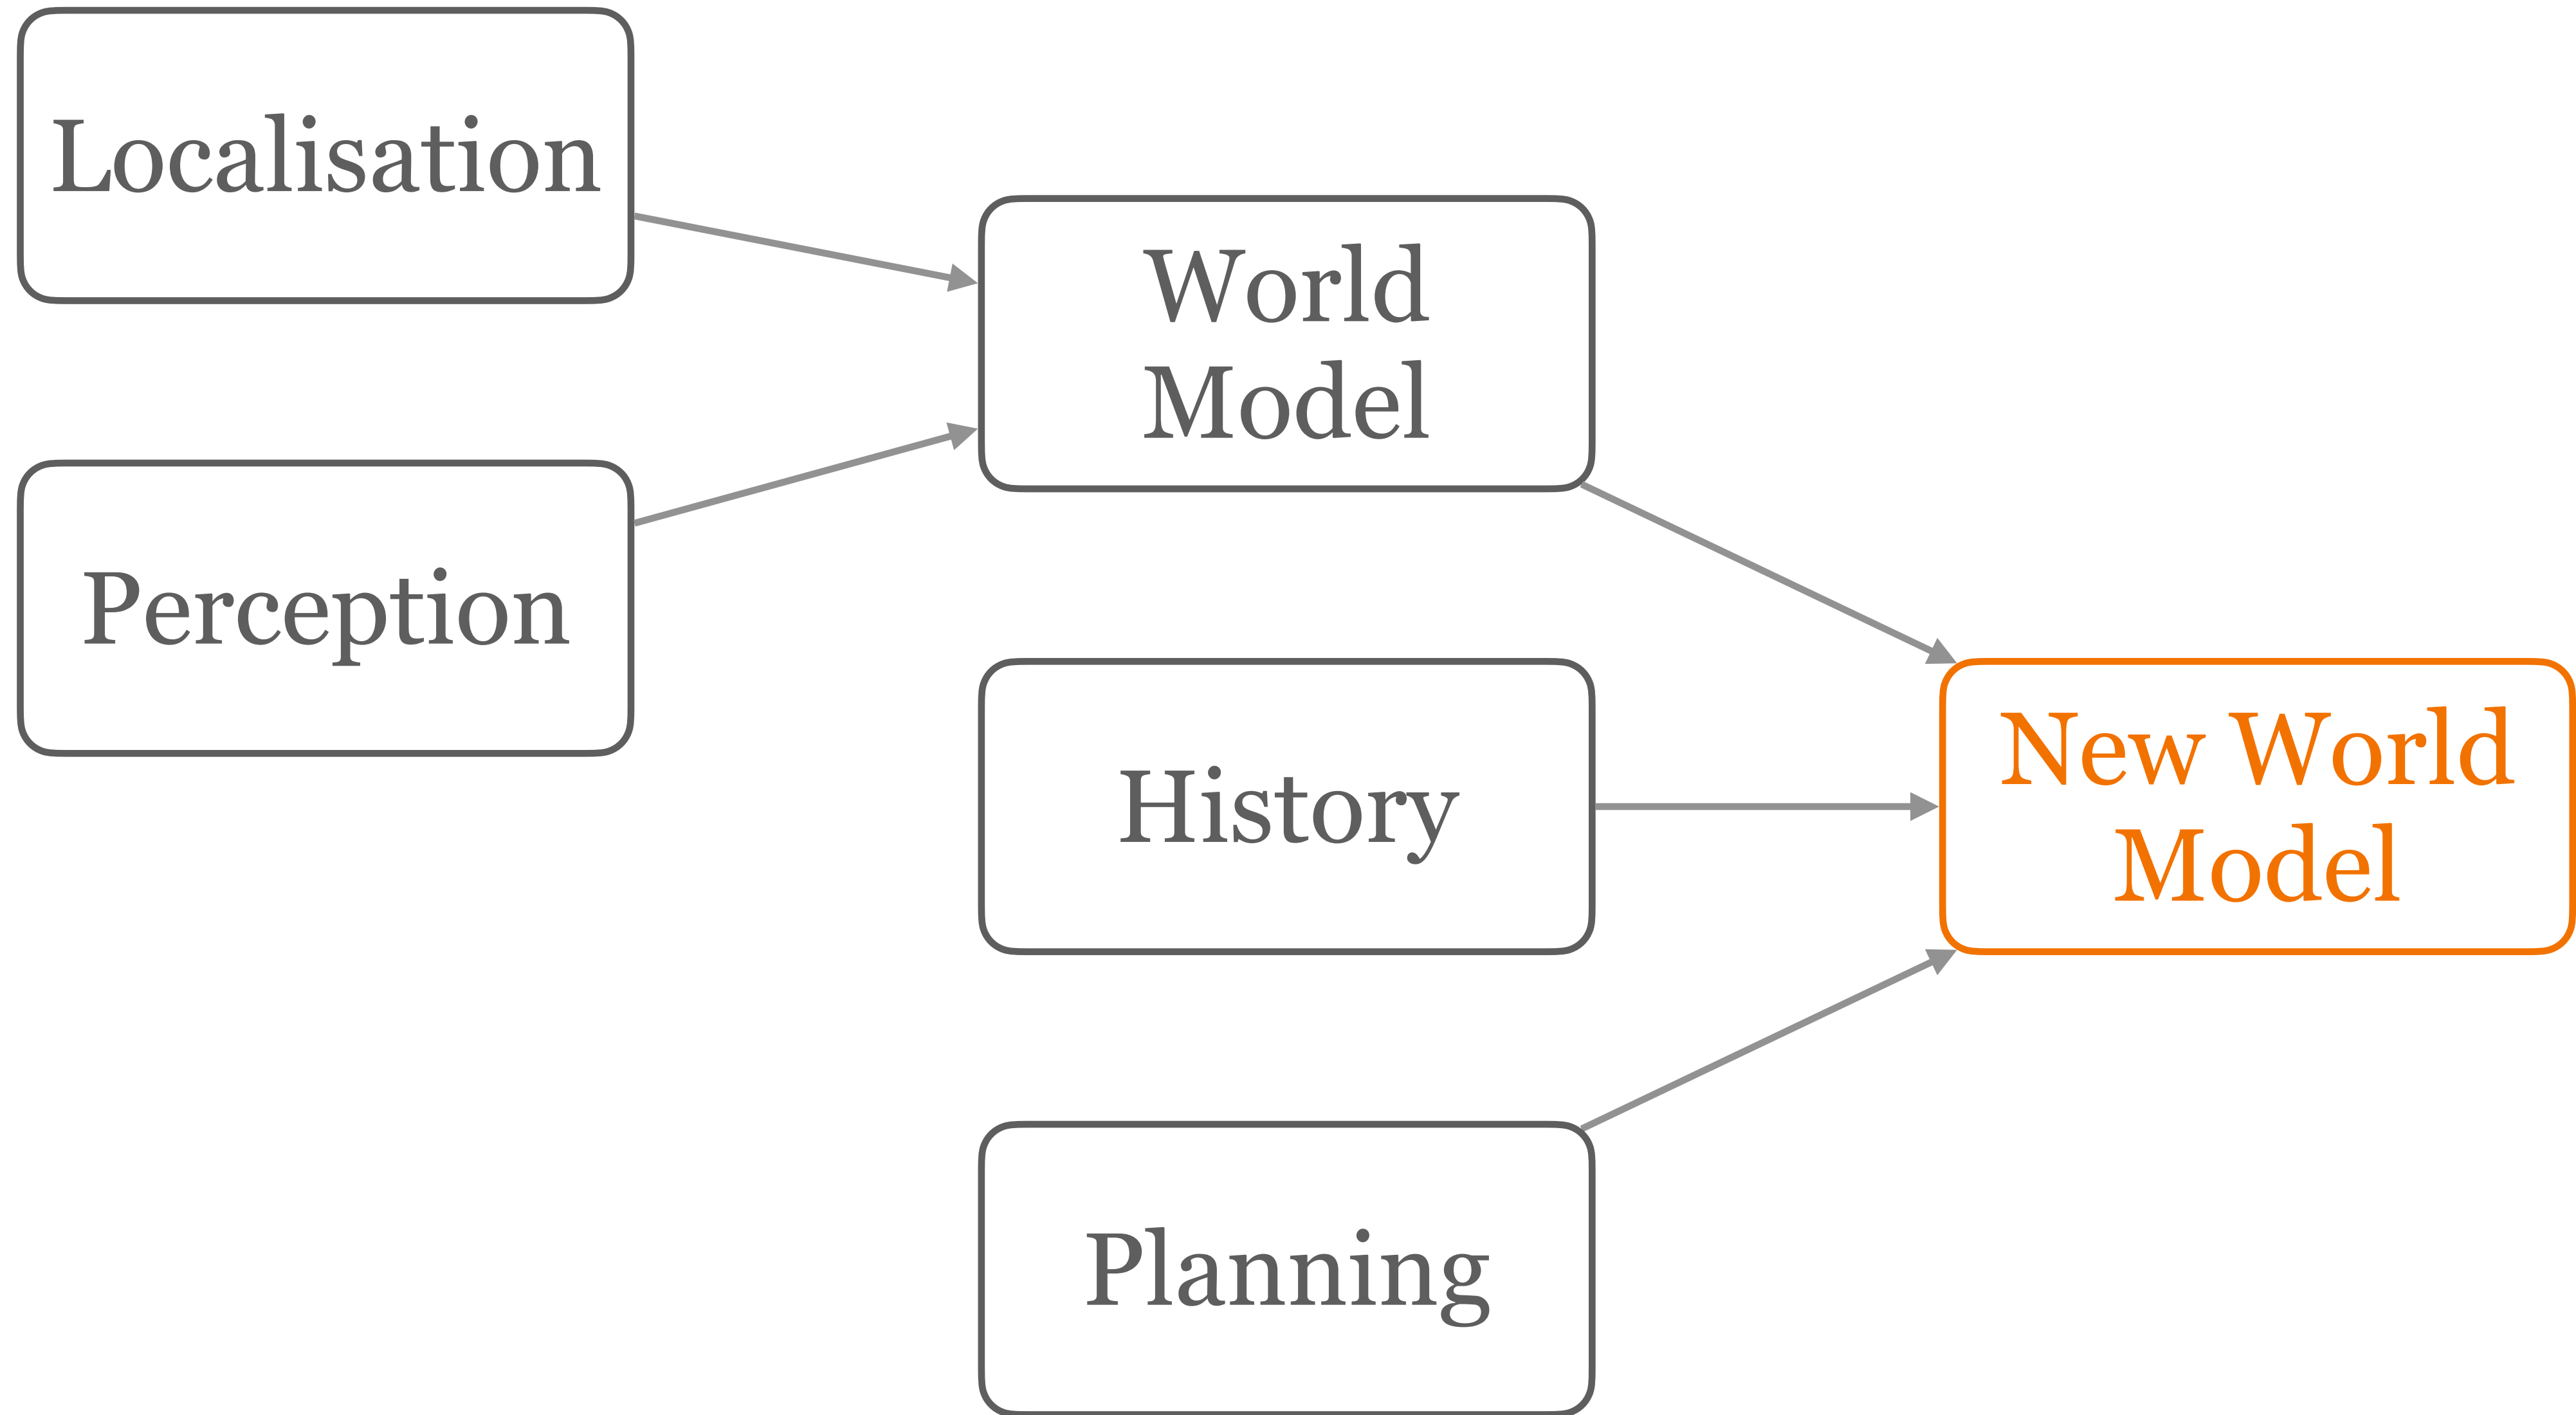 Localisation
World
Model
Perception
History
New World
Model
Planning